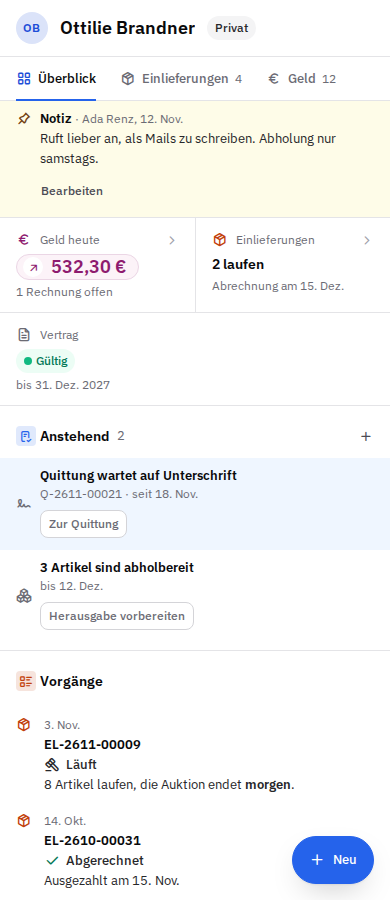 OB Ottilie Brandner Privat
Überblick Einlieferungen 4 Geld 12
Notiz · Ada Renz, 12. Nov.
Ruft lieber an, als Mails zu schreiben. Abholung nur
samstags.
Bearbeiten
Geld heute
532,30 €
1 Rechnung offen
Einlieferungen
2 laufen
Abrechnung am 15. Dez.
Vertrag
Gültig
bis 31. Dez. 2027
Anstehend 2
Quittung wartet auf Unterschrift
Q-2611-00021 · seit 18. Nov.
Zur Quittung
3 Artikel sind abholbereit
bis 12. Dez.
Herausgabe vorbereiten
Vorgänge
3. Nov.
EL-2611-00009
Läuft
8 Artikel laufen, die Auktion endet morgen.
14. Okt.
EL-2610-00031
Abgerechnet
Ausgezahlt am 15. Nov.
Neu